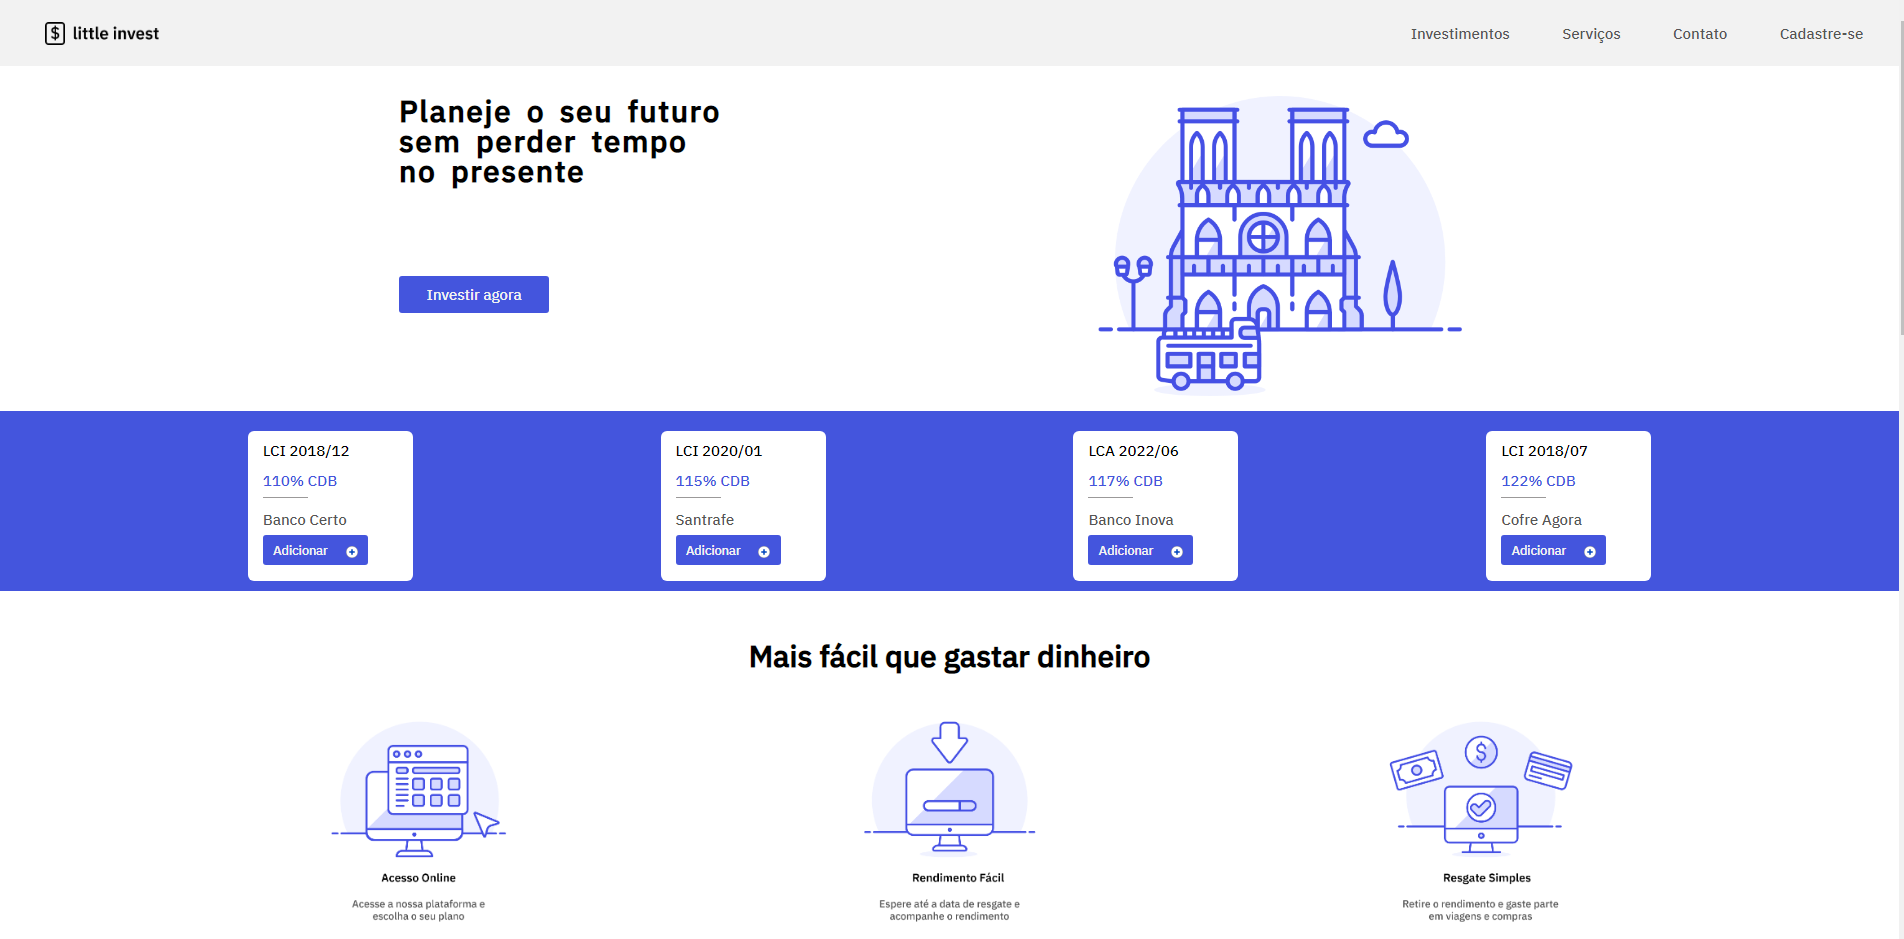 little invest
Investimentos
Serviços
Contato
Cadastre-se
Planeje o seu futuro
sem perder tempo
no presente
Investir agora
LCI 2018/12
110% CDB
Banco Certo
Adicionar
LCI 2020/01
115% CDB
Santrafe
Adicionar
LCA 2022/06
117% CDB
Banco Inova
Adicionar
LCI 2018/07
122% CDB
Cofre Agora
Adicionar
Mais fácil que gastar dinheiro
Acesso Online
Acesse a nossa plataforma e
escolha o seu plano
Rendimento Fácil
Espere até a data de resgate e
acompanhe o rendimento
Resgate Simples
Retire o rendimento e gaste parte
em viagens e compras